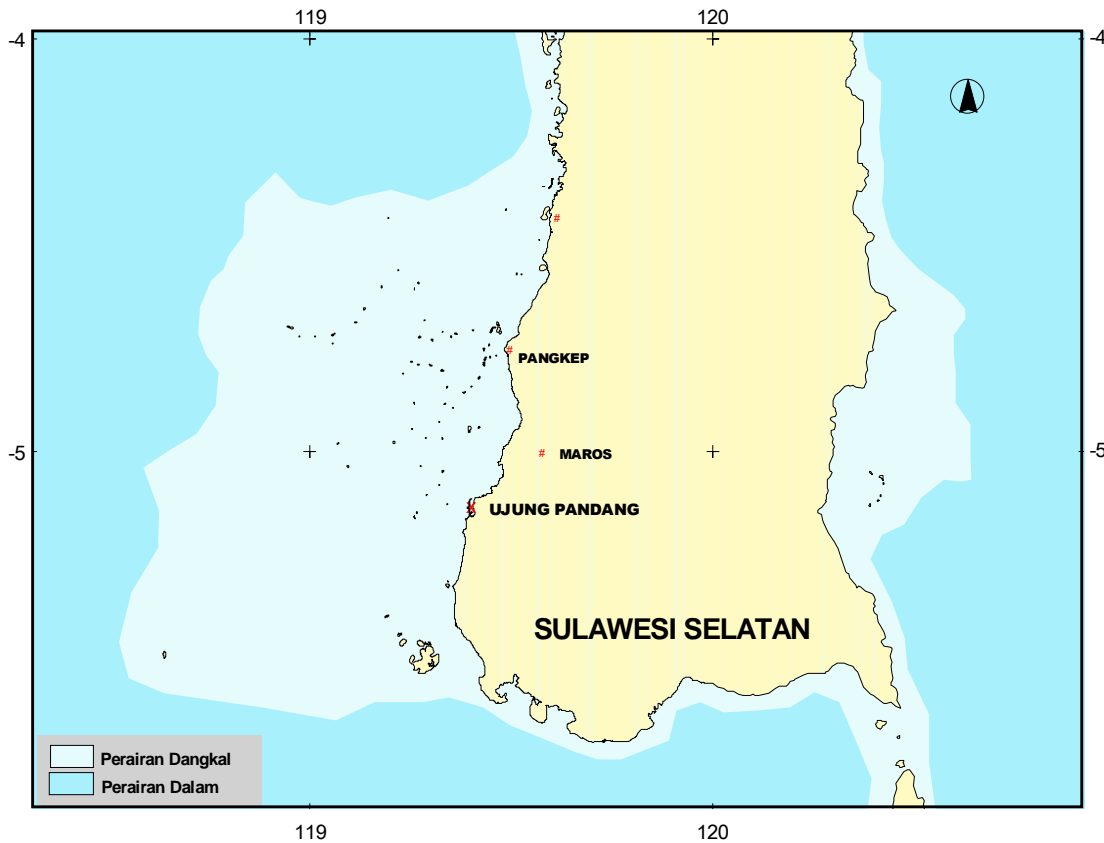 119 120
-4 -4
#
#
PANGKEP
-5 -5
# MAROS
X UJUNG PANDANG
SULAWESI SELATAN
Perairan Dangkal
Perairan Dalam
119 120